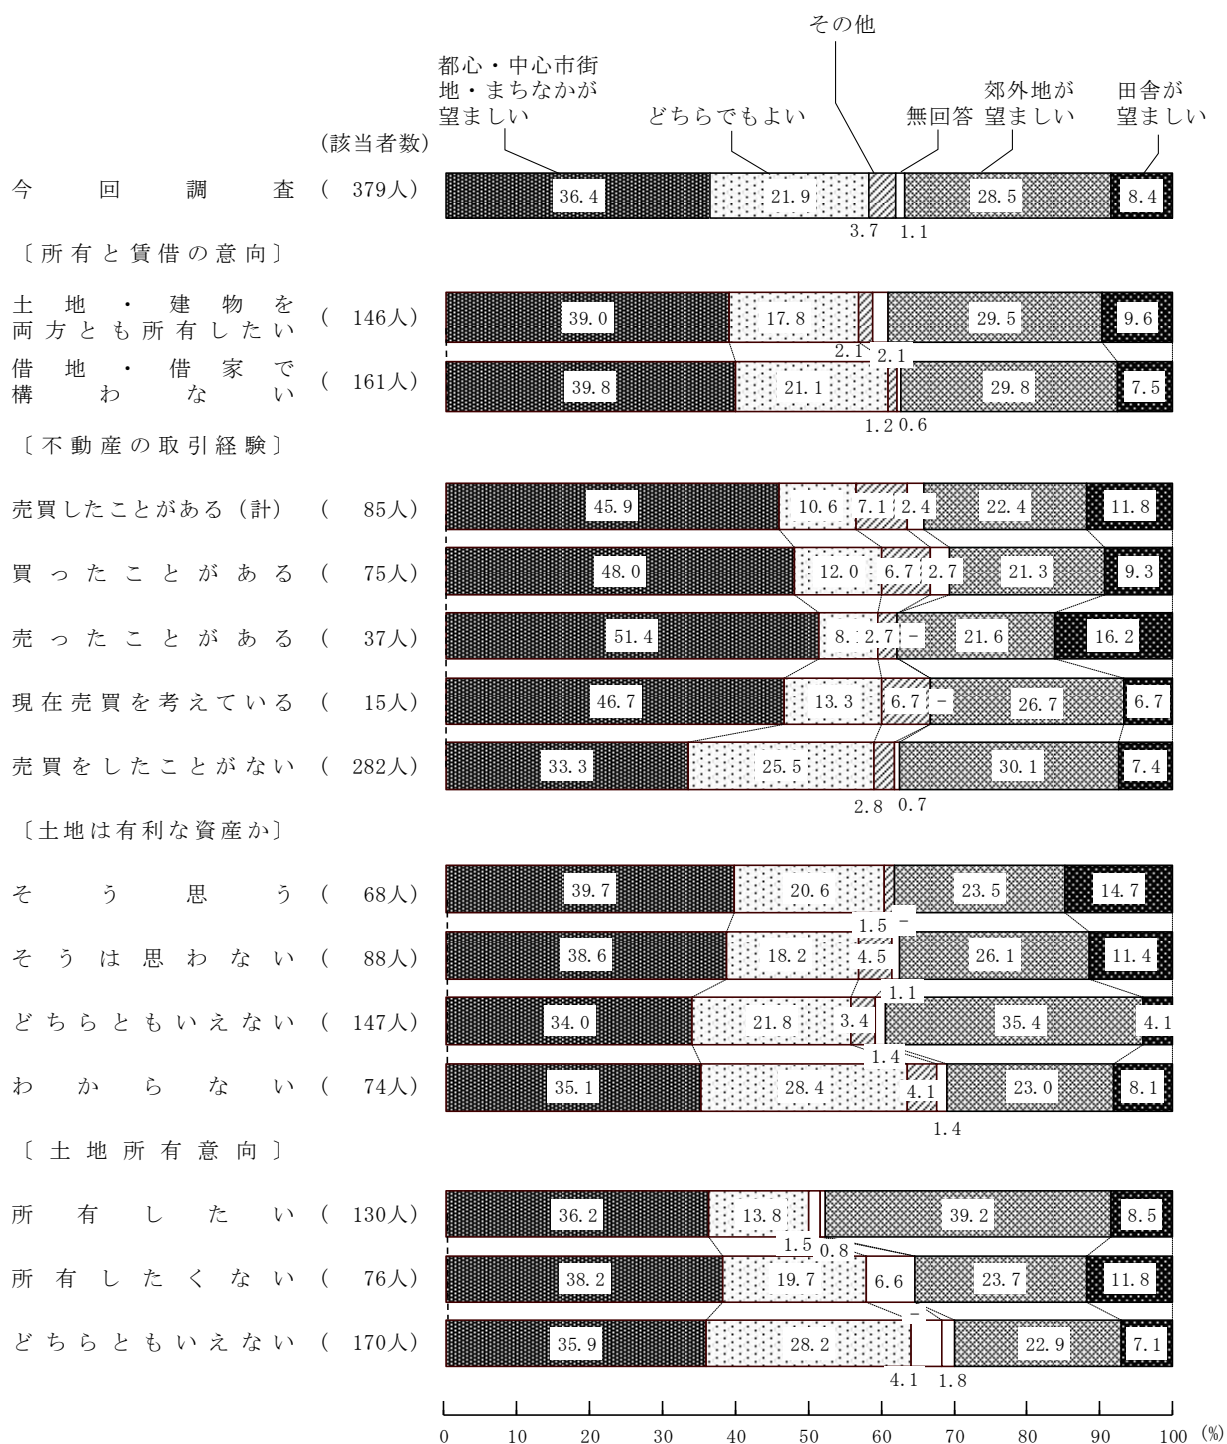 その他
都心・中心市街
地・まちなかが
望ましい
どちらでもよい
無回答
郊外地が
望ましい
田舎が
望ましい
(該当者数)
今回調査 ( 379人) 36.4 21.9 28.5 8.4
3.7 1.1
〔所有と賃借の意向〕
土地・建物を
両方とも所有したい ( 146人) 39.0 17.8 29.5 9.6
2.1 2.1
借地・借家で
構わない ( 161人) 39.8 21.1 29.8 7.5
1.2 0.6
〔不動産の取引経験〕
売買したことがある(計) ( 85人) 45.9 10.6 7.1 2.4 22.4 11.8
買ったことがある ( 75人) 48.0 12.0 6.7 2.7 21.3 9.3
売ったことがある ( 37人) 51.4 8. 2.7 - 21.6 16.2
現在売買を考えている ( 15人) 46.7 13.3 6.7 - 26.7 6.7
売買をしたことがない ( 282人) 33.3 25.5 30.1 7.4
2.8 0.7
〔土地は有利な資産か〕
そう思う ( 68人) 39.7 20.6 23.5 14.7
1.5 -
そうは思わない ( 88人) 38.6 18.2 4.5 26.1 11.4
1.1
どちらともいえない ( 147人) 34.0 21.8 3.4 35.4 4.1
1.4
わからない ( 74人) 35.1 28.4 4.1 23.0 8.1
1.4
〔土地所有意向〕
所有したい ( 130人) 36.2 13.8 39.2 8.5
1.5 0.8
所有したくない ( 76人) 38.2 19.7 6.6 23.7 11.8
-
どちらともいえない ( 170人) 35.9 28.2 22.9 7.1
4.1 1.8
0 10 20 30 40 50 60 70 80 90 100 (%)